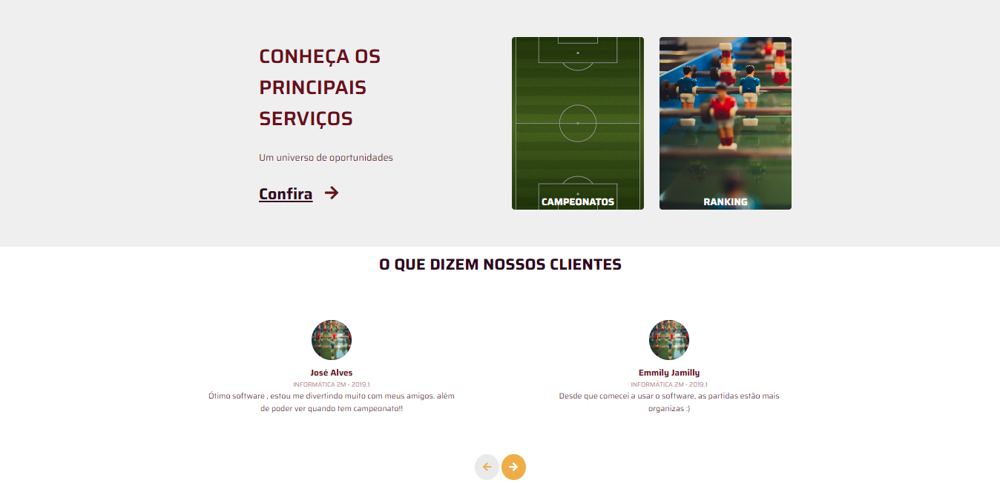 CONHEÇA OS
PRINCIPAIS
SERVIÇOS
Um universo de oportunidades
Confira
CAMPEONATOS
RANKING
O QUE DIZEM NOSSOS CLIENTES
José Alves
INFORMÁTICA 2M - 2019.1
Ótimo software , estou me divertindo muito com meus amigos. além
de poder ver quando tem campeonato!!
Emmily Jamilly
INFORMÁTICA 2M - 2019.1
Desde que comecei a usar o software, as partidas estão mais
organizas :)